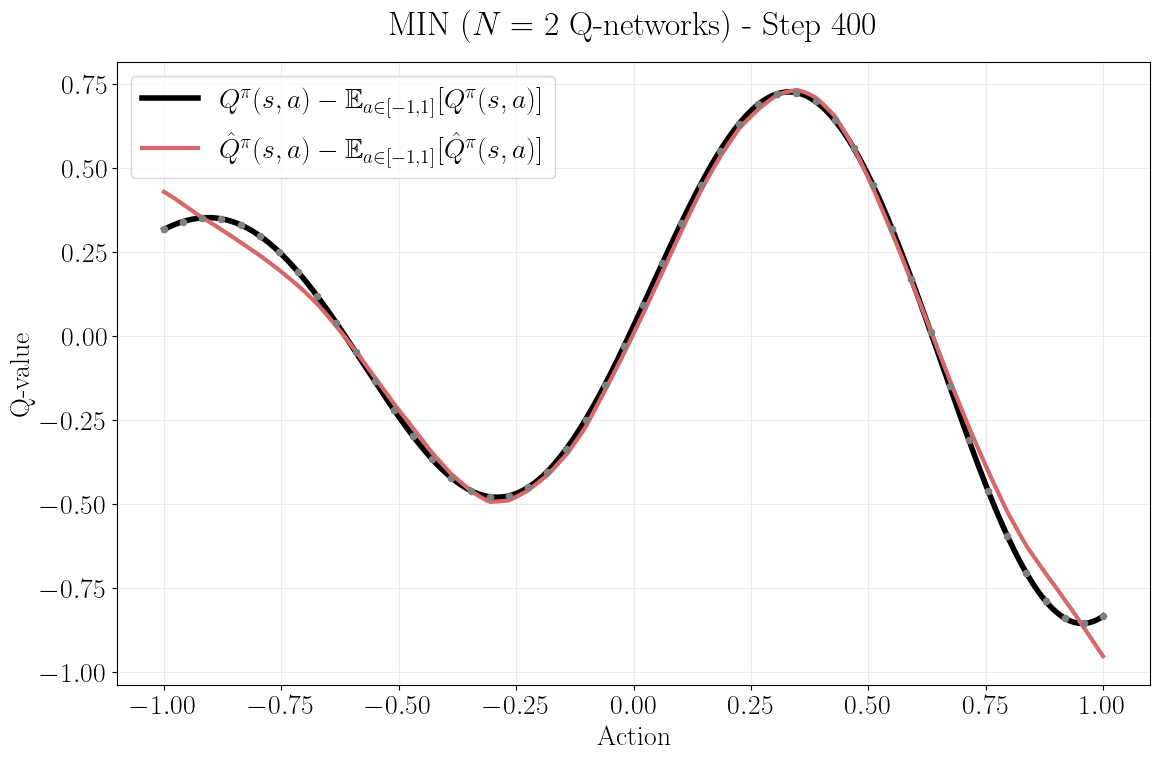 MIN (N = 2 Q-networks) - Step 400
Q^π(s, a) − 𝔼_{a∈[−1,1]}[Q^π(s, a)]
Q̂^π(s, a) − 𝔼_{a∈[−1,1]}[Q̂^π(s, a)]
Q-value
0.75
0.50
0.25
0.00
−0.25
−0.50
−0.75
−1.00
−1.00 −0.75 −0.50 −0.25 0.00 0.25 0.50 0.75 1.00
Action